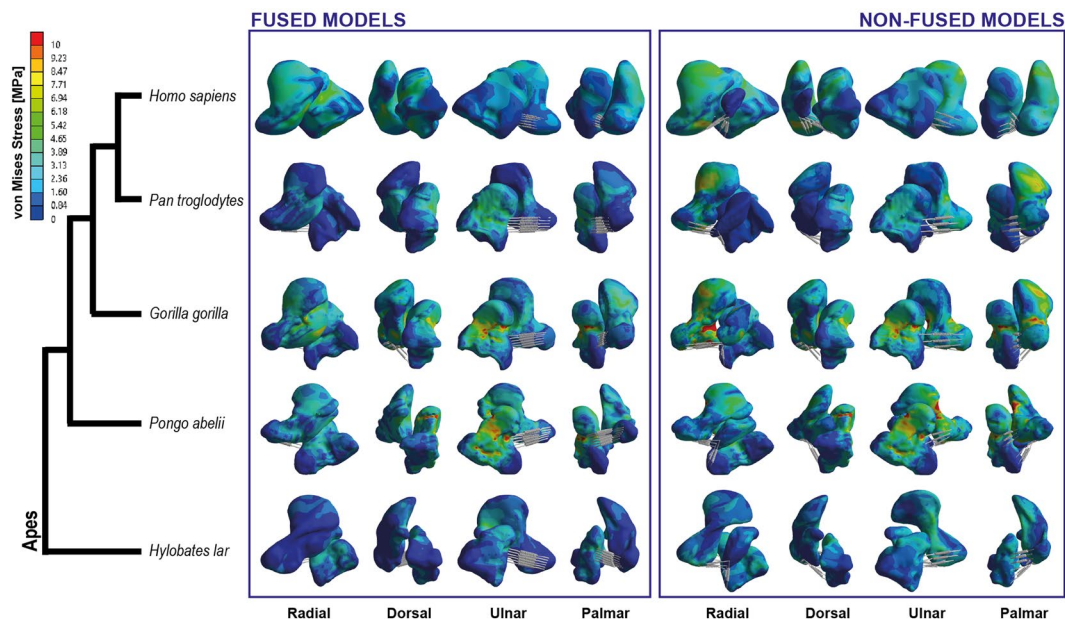 FUSED MODELS
NON-FUSED MODELS
von Mises Stress [MPa]
10
9.23
8.47
7.71
6.94
6.18
5.42
4.65
3.89
3.13
2.36
1.60
0.84
0
Homo sapiens
Pan troglodytes
Gorilla gorilla
Pongo abelii
Hylobates lar
Apes
Radial Dorsal Ulnar Palmar
Radial Dorsal Ulnar Palmar